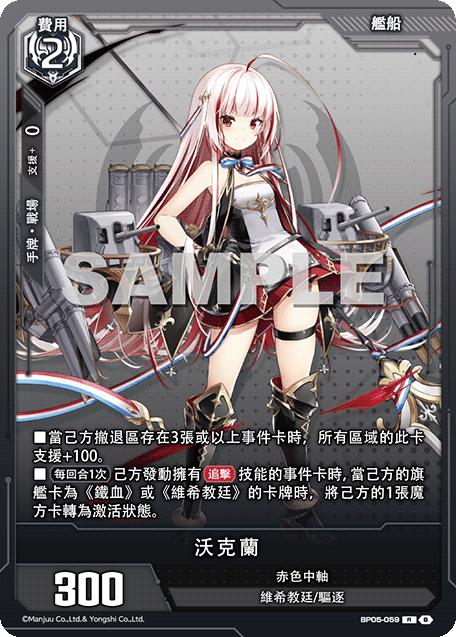 費用
2
艦船
手牌・戰場 支援+ 0
SAMPLE
■當己方撤退區存在3張或以上事件卡時，所有區域的此卡
支援+100。
■每回合1次 己方發動擁有 追擊 技能的事件卡時，當己方的旗
艦卡為《鐵血》或《維希教廷》的卡牌時，將己方的1張魔
方卡轉為激活狀態。
沃克蘭
300
赤色中軸
維希教廷/驅逐
©Manjuu Co.,Ltd.& Yongshi Co.,Ltd.
BP05-059 R B